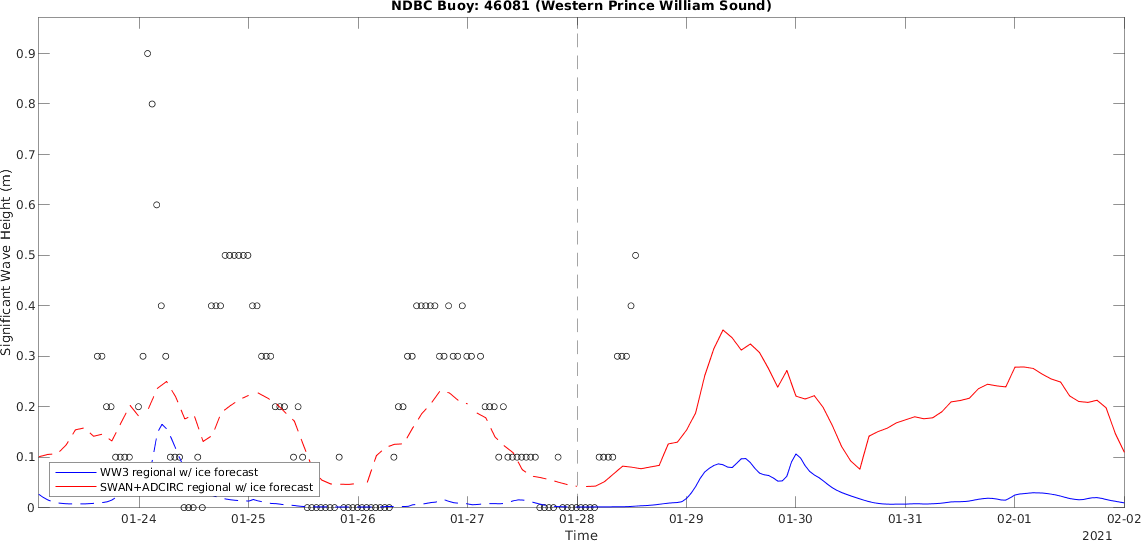 NDBC Buoy: 46081 (Western Prince William Sound)
Significant Wave Height (m)
0.9
0.8
0.7
0.6
0.5
0.4
0.3
0.2
0.1
0
WW3 regional w/ ice forecast
SWAN+ADCIRC regional w/ ice forecast
01-24 01-25 01-26 01-27 01-28 01-29 01-30 01-31 02-01 02-02
Time
2021